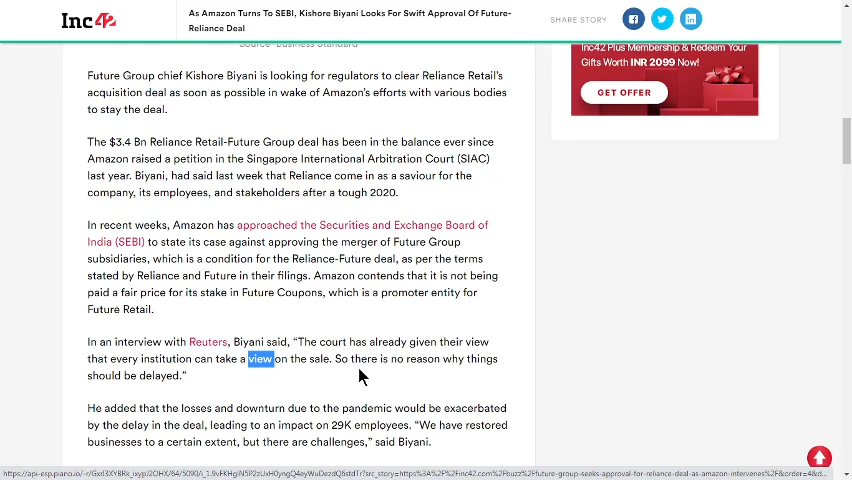 Inc42
As Amazon Turns To SEBI, Kishore Biyani Looks For Swift Approval Of Future-
Reliance Deal
SHARE STORY
Source: Business Standard
Future Group chief Kishore Biyani is looking for regulators to clear Reliance Retail’s
acquisition deal as soon as possible in wake of Amazon’s efforts with various bodies
to stay the deal.
The $3.4 Bn Reliance Retail-Future Group deal has been in the balance ever since
Amazon raised a petition in the Singapore International Arbitration Court (SIAC)
last year. Biyani, had said last week that Reliance come in as a saviour for the
company, its employees, and stakeholders after a tough 2020.
In recent weeks, Amazon has approached the Securities and Exchange Board of
India (SEBI) to state its case against approving the merger of Future Group
subsidiaries, which is a condition for the Reliance-Future deal, as per the terms
stated by Reliance and Future in their filings. Amazon contends that it is not being
paid a fair price for its stake in Future Coupons, which is a promoter entity for
Future Retail.
In an interview with Reuters, Biyani said, “The court has already given their view
that every institution can take a view on the sale. So there is no reason why things
should be delayed.”
He added that the losses and downturn due to the pandemic would be exacerbated
by the delay in the deal, leading to an impact on 29K employees. “We have restored
businesses to a certain extent, but there are challenges,” said Biyani.
Inc42 Plus Membership & Redeem Your
Gifts Worth INR 2099 Now!
GET OFFER